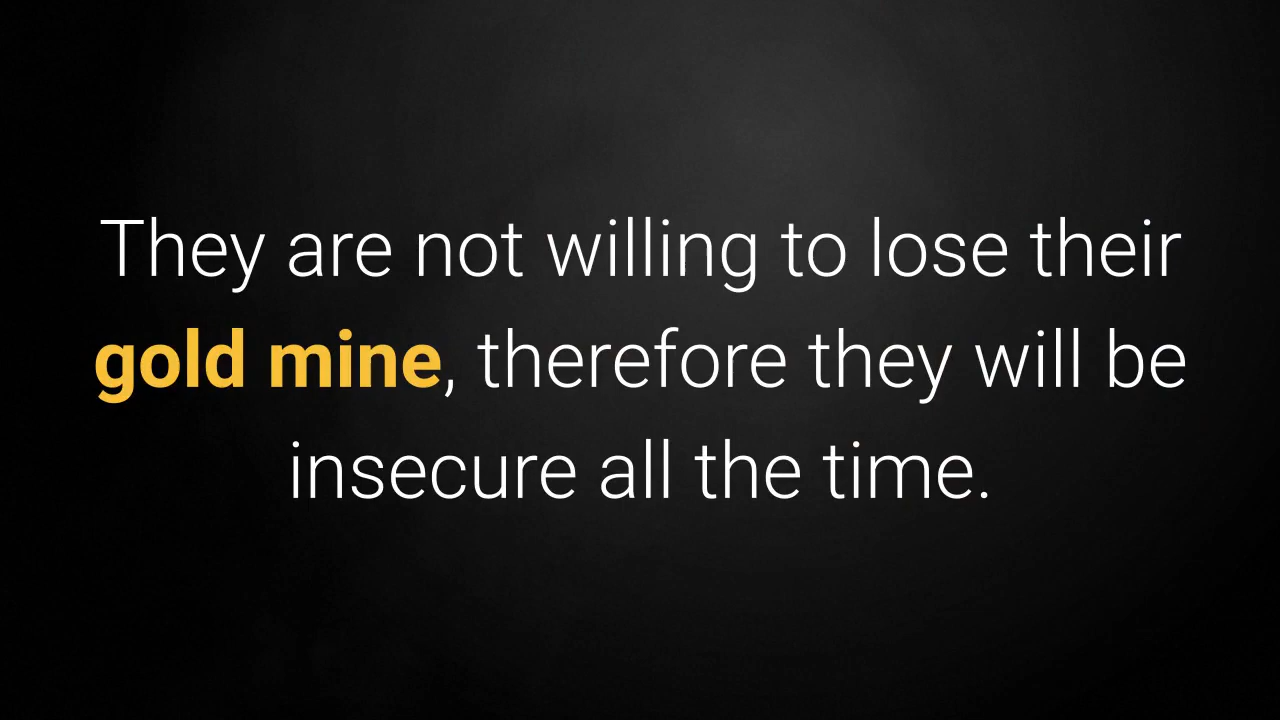 They are not willing to lose their
gold mine, therefore they will be
insecure all the time.